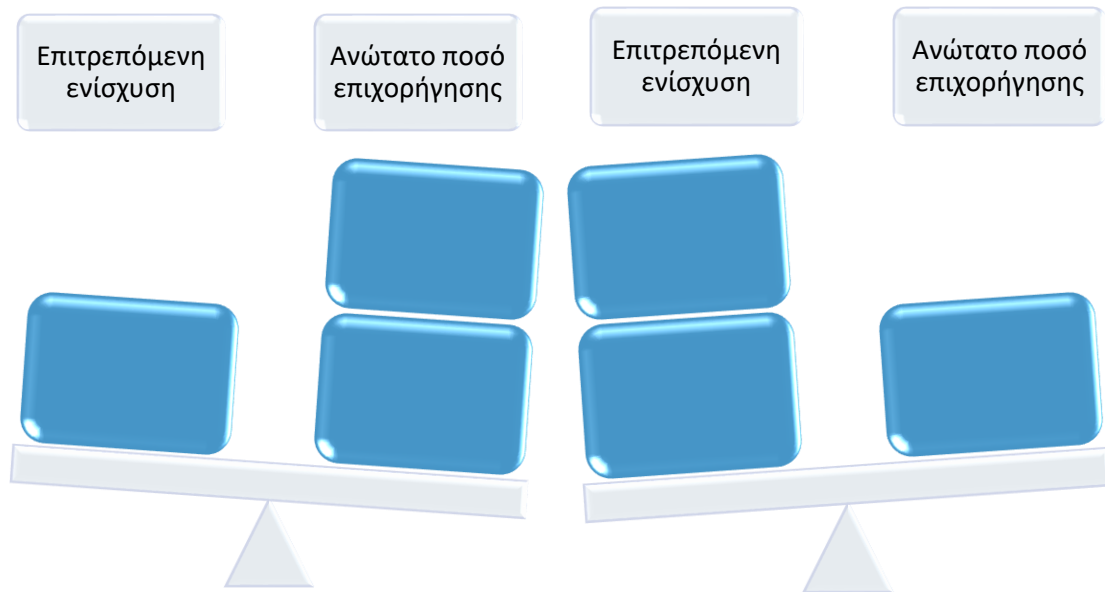 Επιτρεπόμενη
ενίσχυση
Ανώτατο ποσό
επιχορήγησης
Επιτρεπόμενη
ενίσχυση
Ανώτατο ποσό
επιχορήγησης